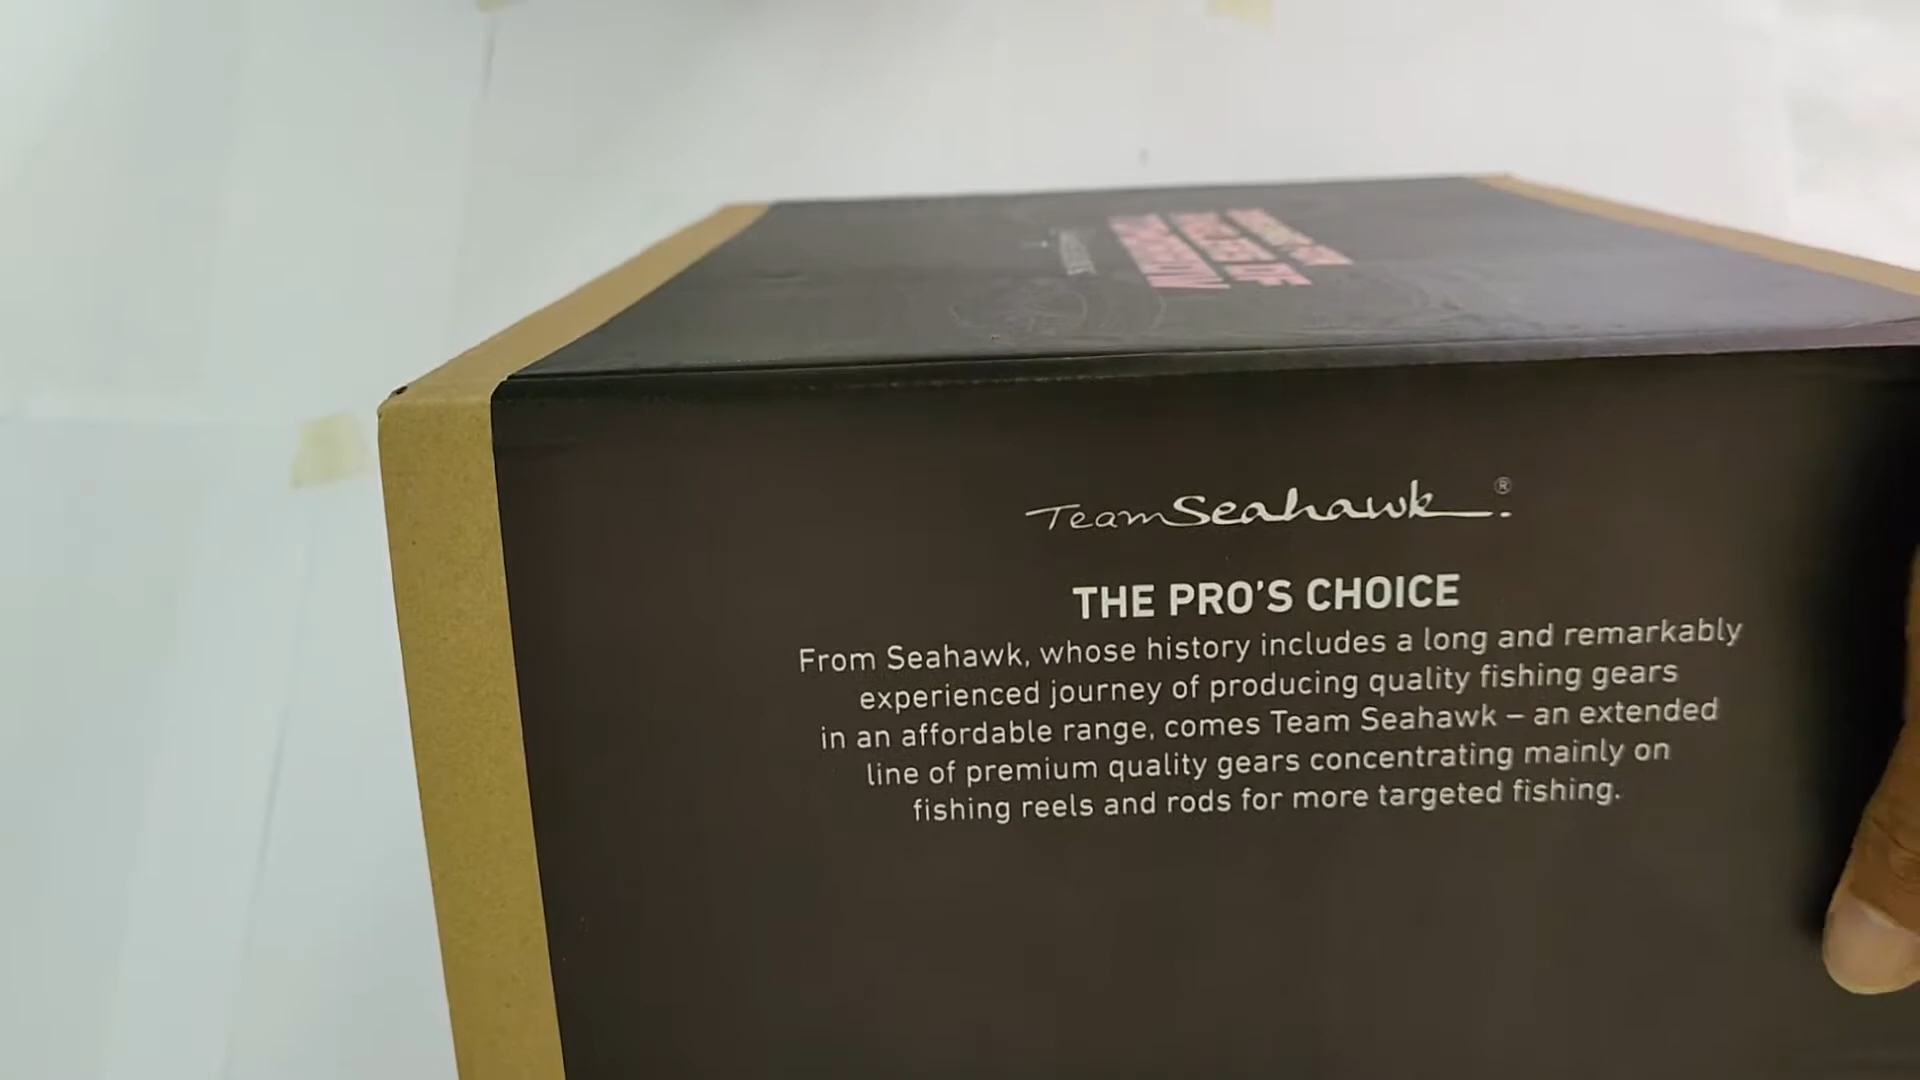 TeamSeahawk ®
THE PRO'S CHOICE
From Seahawk, whose history includes a long and remarkably
experienced journey of producing quality fishing gears
in an affordable range, comes Team Seahawk – an extended
line of premium quality gears concentrating mainly on
fishing reels and rods for more targeted fishing.